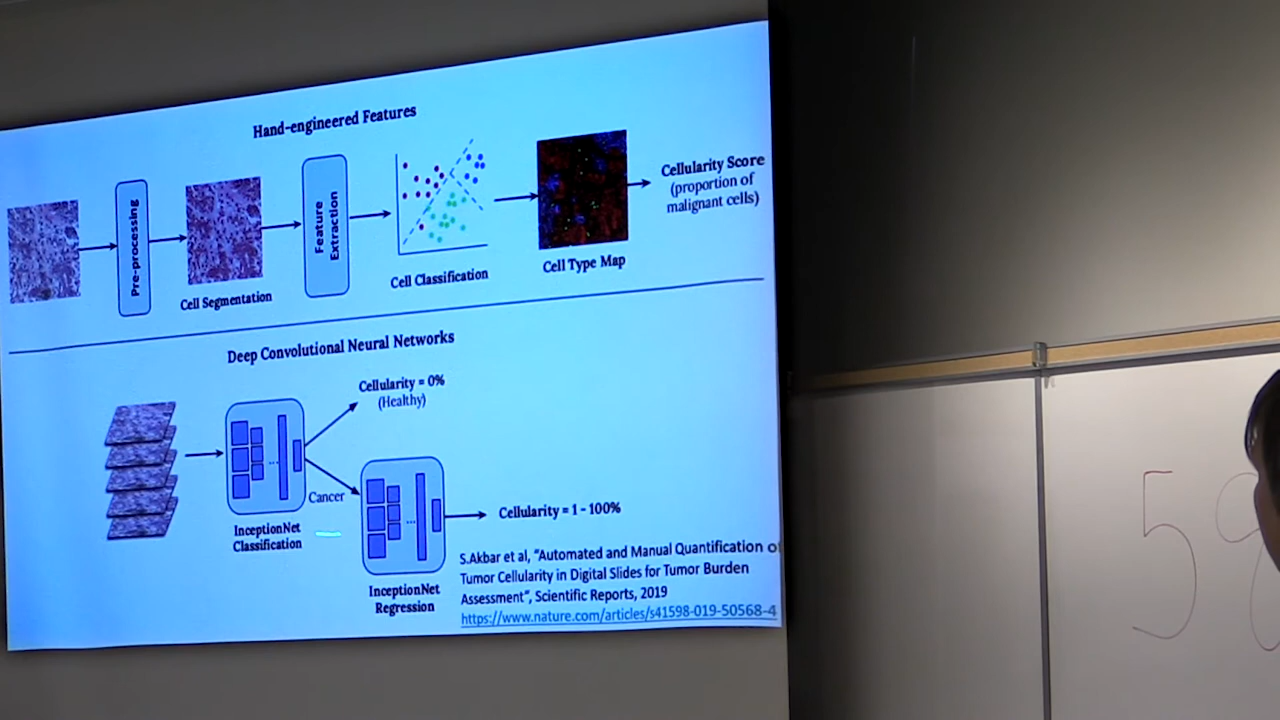 Hand-engineered Features
Pre-processing
Cell Segmentation
Feature
Extraction
Cell Classification
Cell Type Map
Cellularity Score
(proportion of
malignant cells)
Deep Convolutional Neural Networks
Cellularity = 0%
(Healthy)
InceptionNet
Classification
Cancer
InceptionNet
Regression
Cellularity = 1 - 100%
S.Akbar et al, "Automated and Manual Quantification of
Tumor Cellularity in Digital Slides for Tumor Burden
Assessment", Scientific Reports, 2019
https://www.nature.com/articles/s41598-019-50568-4
5